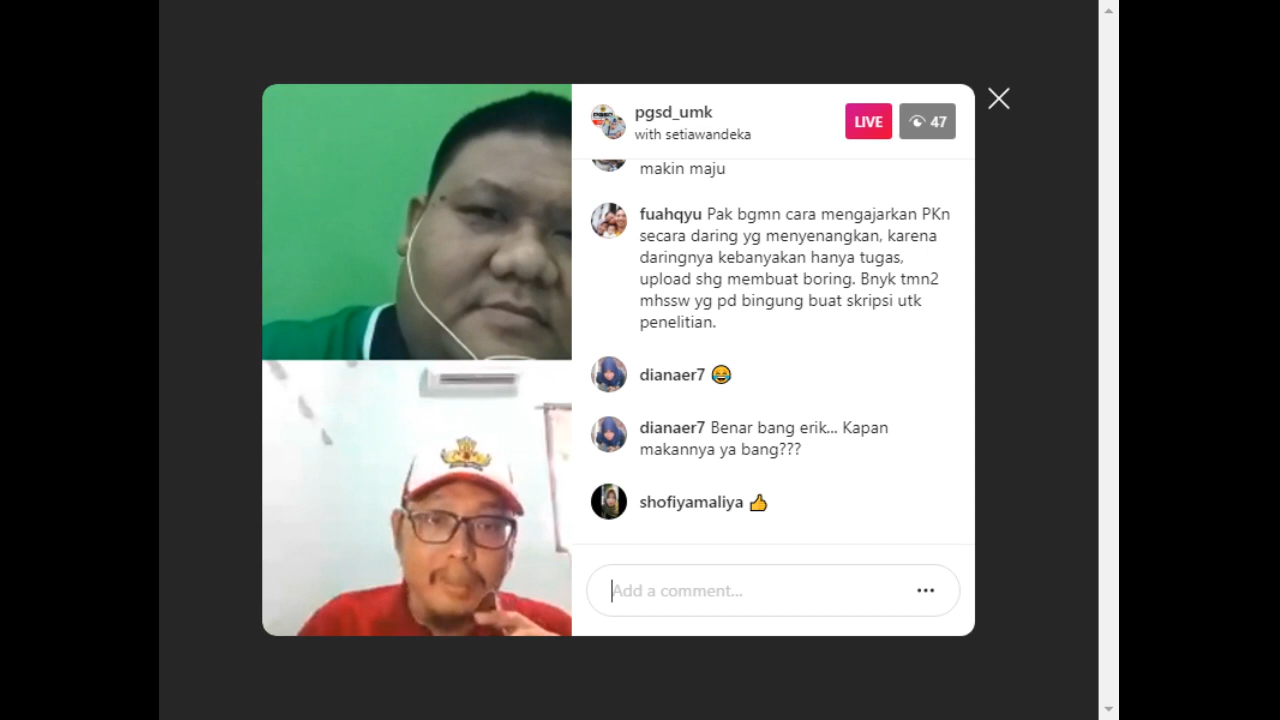 pgsd_umk
with setiawandeka
LIVE
47
makin maju
fuahqyu Pak bgmn cara mengajarkan PKn
secara daring yg menyenangkan, karena
daringnya kebanyakan hanya tugas,
upload shg membuat boring. Bnyk tmn2
mhssw yg pd bingung buat skripsi utk
penelitian.
dianaer7 😂
dianaer7 Benar bang erik... Kapan
makannya ya bang???
shofiyamaliya 👍
Add a comment...